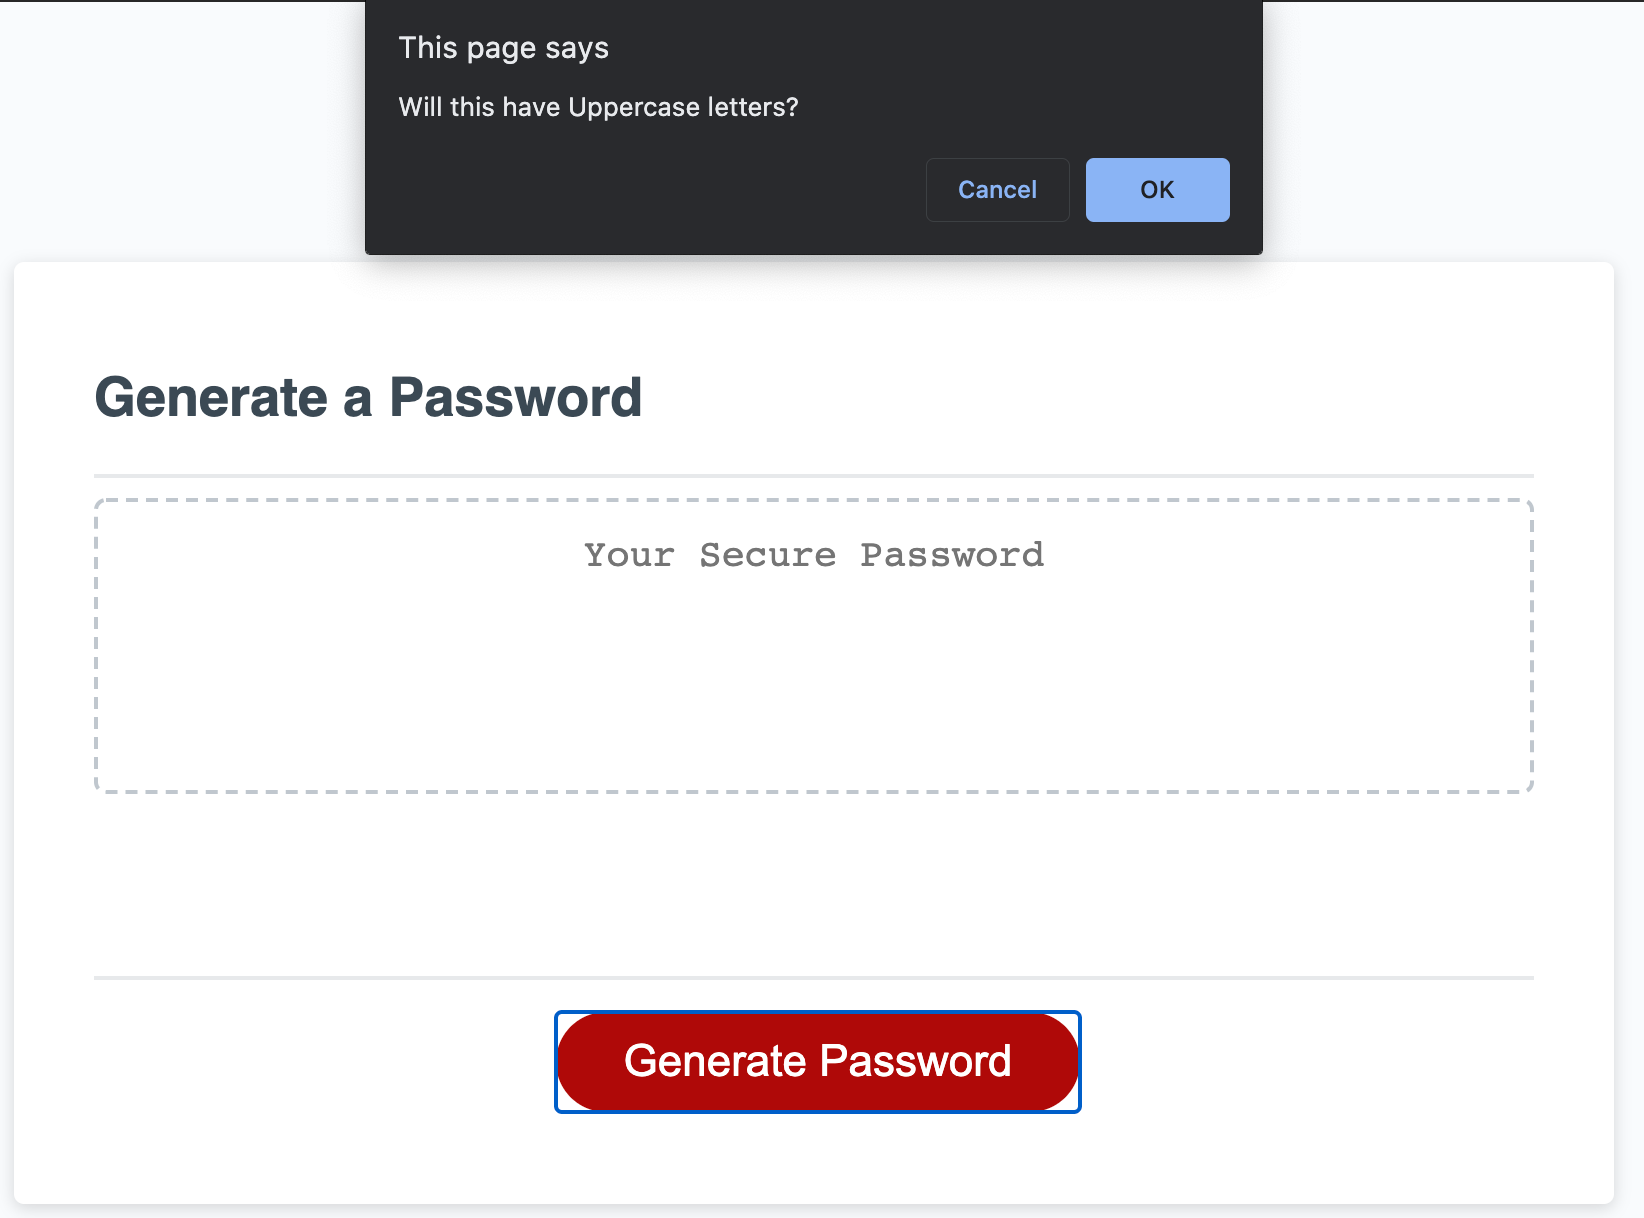 This page says
Will this have Uppercase letters?
Cancel OK
Generate a Password
Your Secure Password
Generate Password